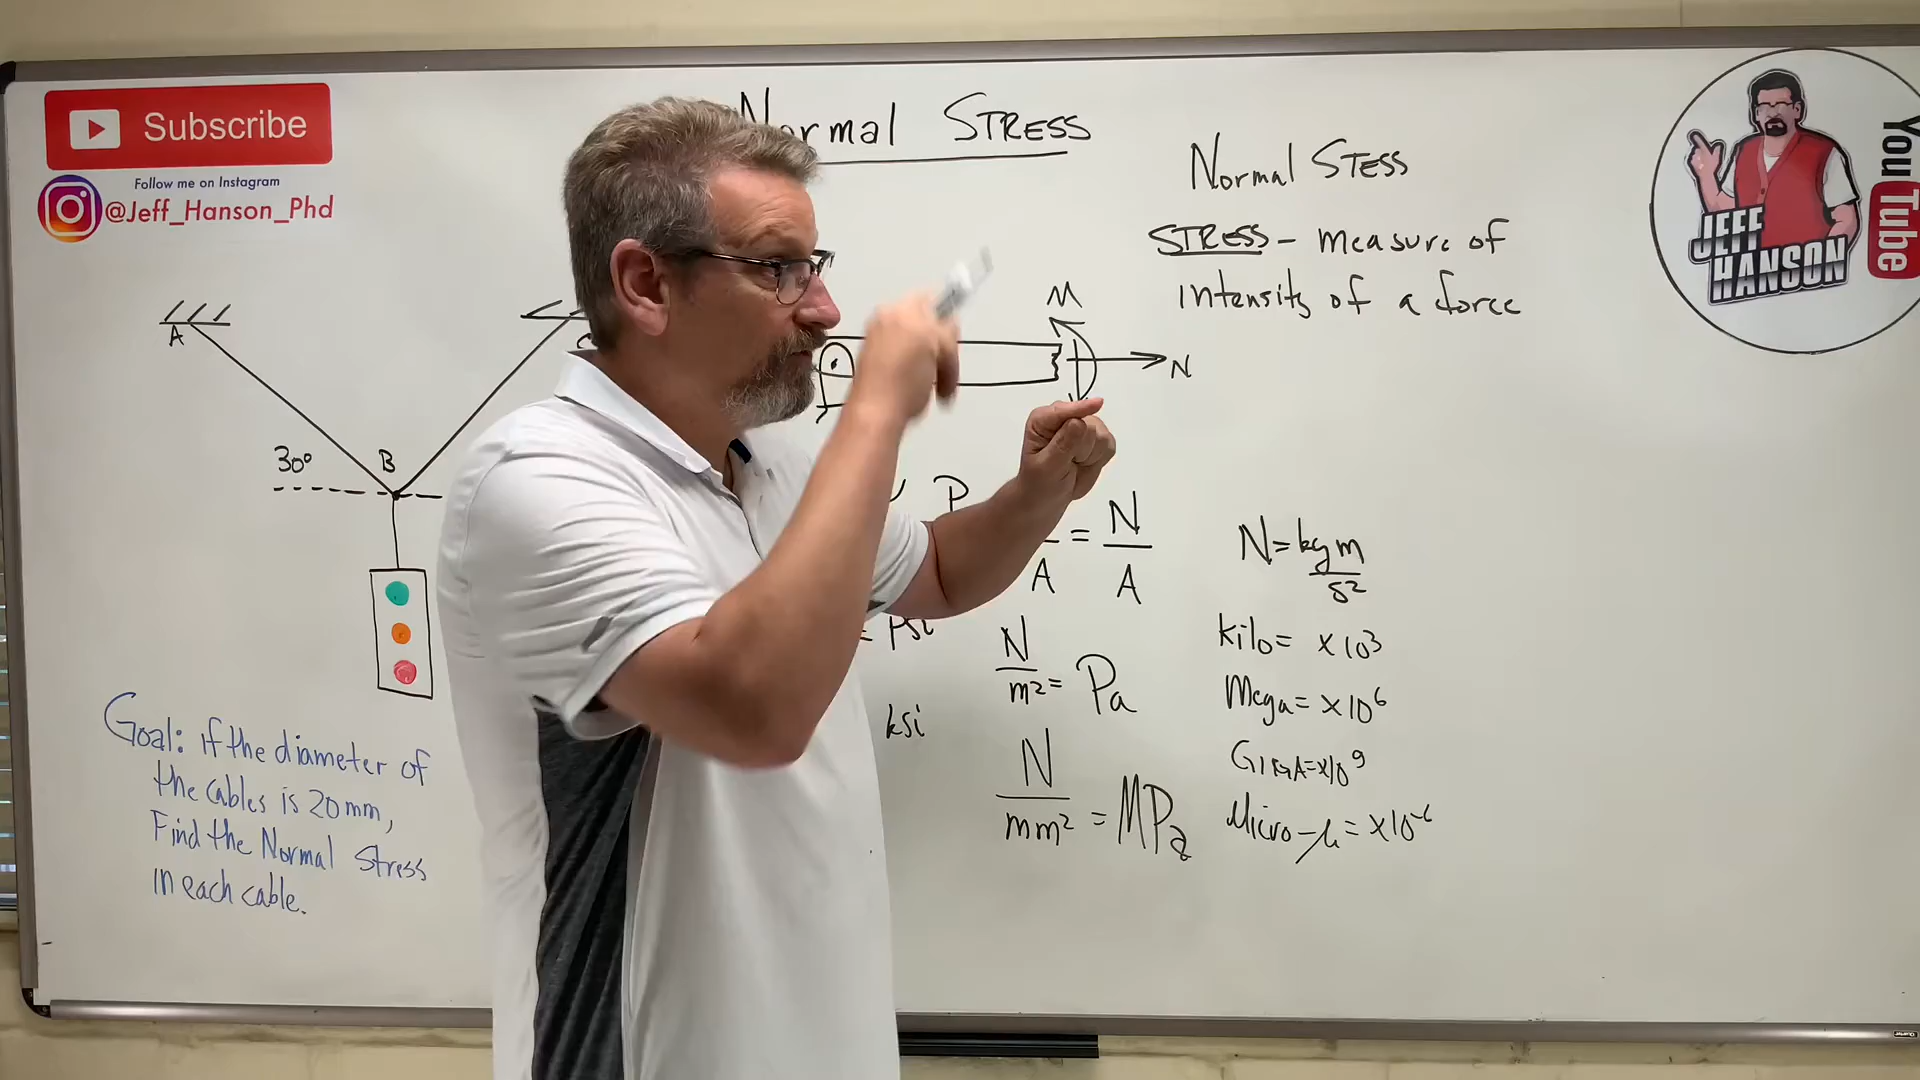 Subscribe
Follow me on Instagram
@Jeff_Hanson_Phd
Normal STRESS
Normal STESS
STRESS - measure of
intensity of a force
M
N
A
30°
B
P
= N
A
A
= psi
N
m² = Pa
ksi
N
mm² = MPa
N = kg m
s²
kilo = x10³
Mega = x10⁶
GIGA = x10⁹
Micro - μ = x10⁻⁶
Goal: if the diameter of
the cables is 20mm,
Find the Normal Stress
in each cable.
JEFF
HANSON
YouTube